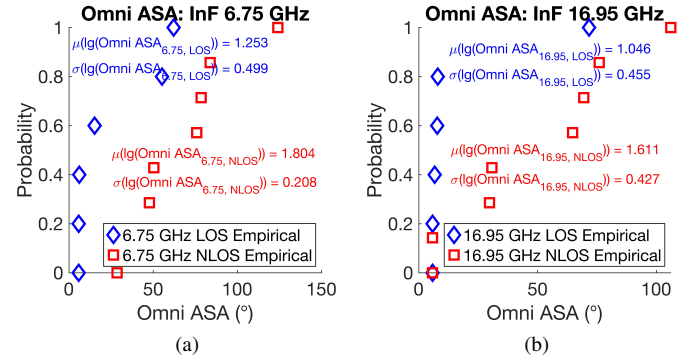 Omni ASA: InF 6.75 GHz
Probability
1
0.8
0.6
0.4
0.2
0
μ(lg(Omni ASA6.75, LOS)) = 1.253
σ(lg(Omni ASA6.75, LOS)) = 0.499
μ(lg(Omni ASA6.75, NLOS)) = 1.804
σ(lg(Omni ASA6.75, NLOS)) = 0.208
6.75 GHz LOS Empirical
6.75 GHz NLOS Empirical
0 50 100 150
Omni ASA (°)
(a)
Omni ASA: InF 16.95 GHz
Probability
1
0.8
0.6
0.4
0.2
0
μ(lg(Omni ASA16.95, LOS)) = 1.046
σ(lg(Omni ASA16.95, LOS)) = 0.455
μ(lg(Omni ASA16.95, NLOS)) = 1.611
σ(lg(Omni ASA16.95, NLOS)) = 0.427
16.95 GHz LOS Empirical
16.95 GHz NLOS Empirical
0 50 100
Omni ASA (°)
(b)